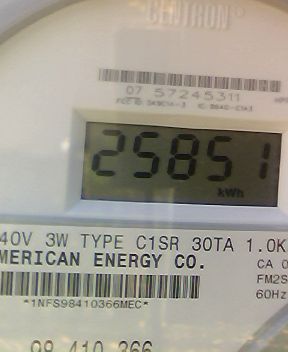 CENTRON®
07 57245311
25851
kWh
40V 3W TYPE C1SR 30TA 1.0K
MERICAN ENERGY CO.
CA 0
FM2S
*1NFS98410366MEC*
60Hz
98 410 366